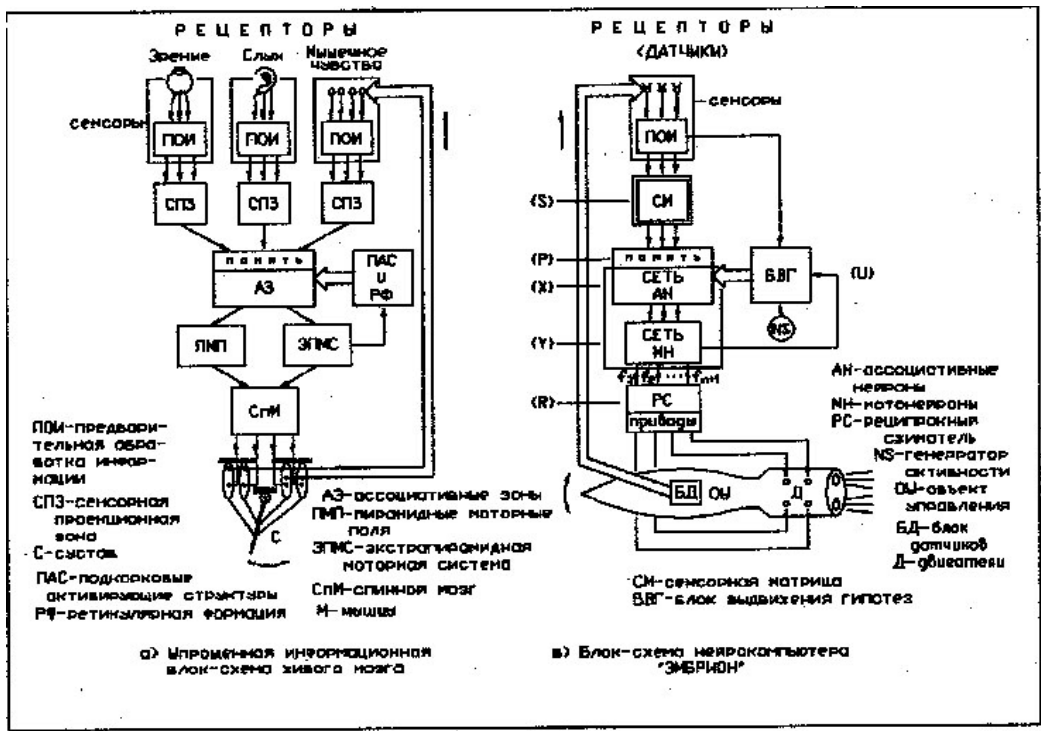 РЕЦЕПТОРЫ
Зрение
Слух
Мышечное
чувство
сенсоры
ПОИ
ПОИ
ПОИ
СПЗ
СПЗ
СПЗ
память
АЗ
ПАС
и
РФ
ПМП
ЭПМС
СпМ
С
ПОИ-предвари-
тельная обра-
ботка инфор-
мации
СПЗ-сенсорная
проекционная
зона
С-сустав
ПАС-подкорковые
активирующие структуры
РФ-ретикулярная формация
АЗ-ассоциативные зоны
ПМП-пирамидные моторные
поля
ЭПМС-экстрапирамидная
моторная система
СпМ-спинной мозг
М-мышцы
а) Упрощенная информационная
блок-схема живого мозга
РЕЦЕПТОРЫ
(ДАТЧИКИ)
сенсоры
ПОИ
(S)
СМ
(P)
память
(X)
СЕТЬ
АН
БВГ
(U)
NS
(Y)
СЕТЬ
МН
(R)
РС
приводы
БД
ОУ
Д
АН-ассоциативные
нейроны
МН-мотонейроны
РС-реципрокный
сжиматель
NS-генерратор
активности
ОУ-объект
управления
БД-блок
датчиков
Д-двигатели
СМ-сенсорная матрица
БВГ-блок выдвижения гипотез
в) Блок-схема нейрокомпьютера
"ЭМБРИОН"